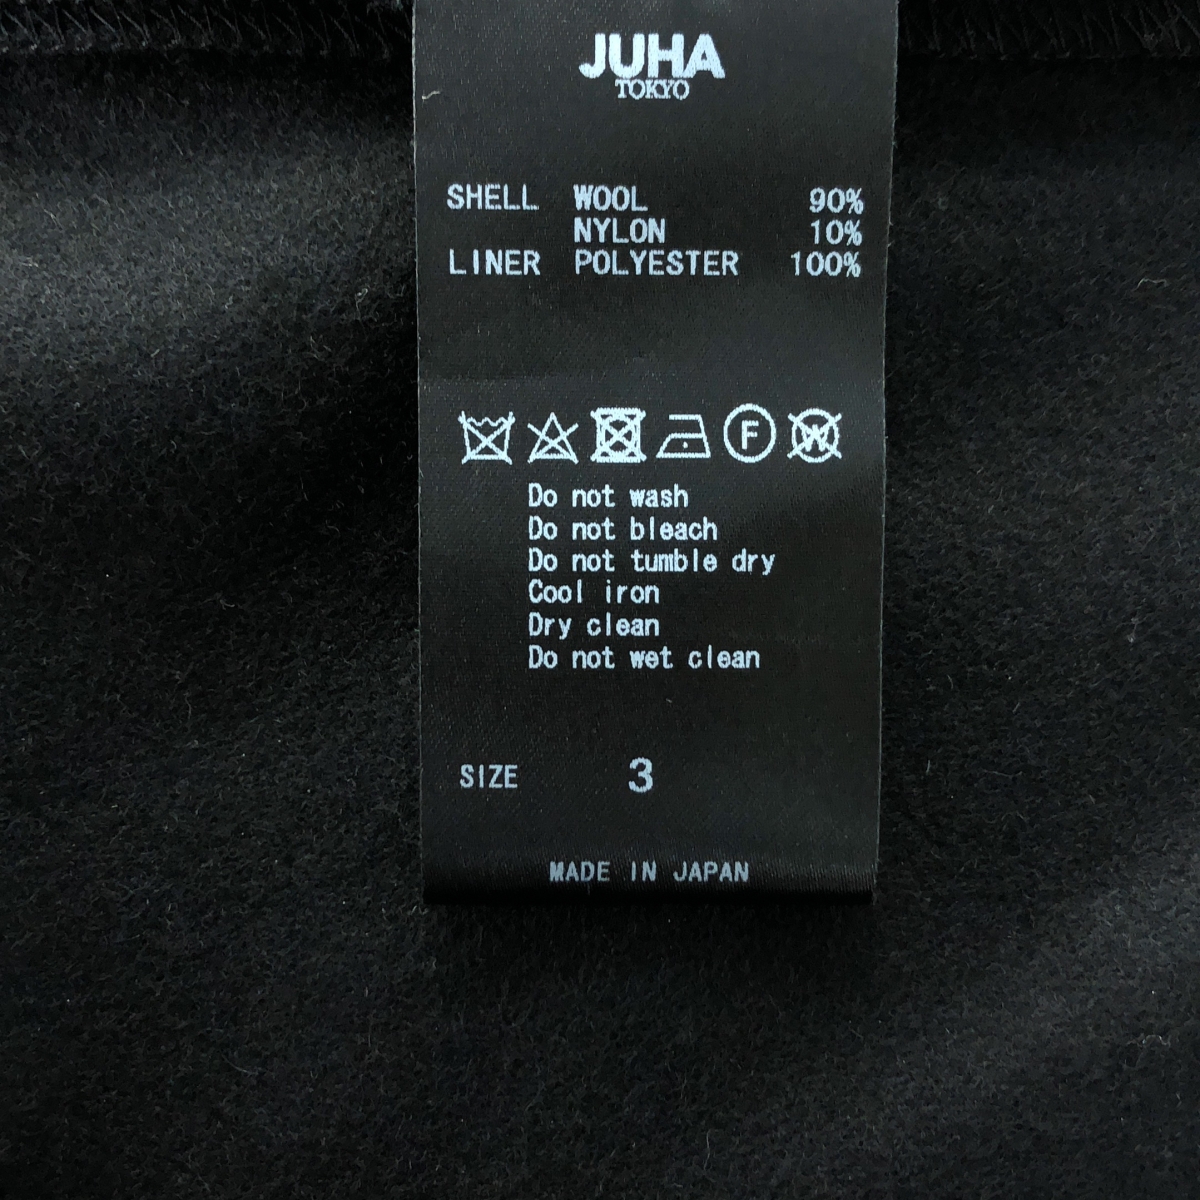 JUHA
TOKYO
SHELL WOOL 90%
NYLON 10%
LINER POLYESTER 100%
F W
Do not wash
Do not bleach
Do not tumble dry
Cool iron
Dry clean
Do not wet clean
SIZE 3
MADE IN JAPAN